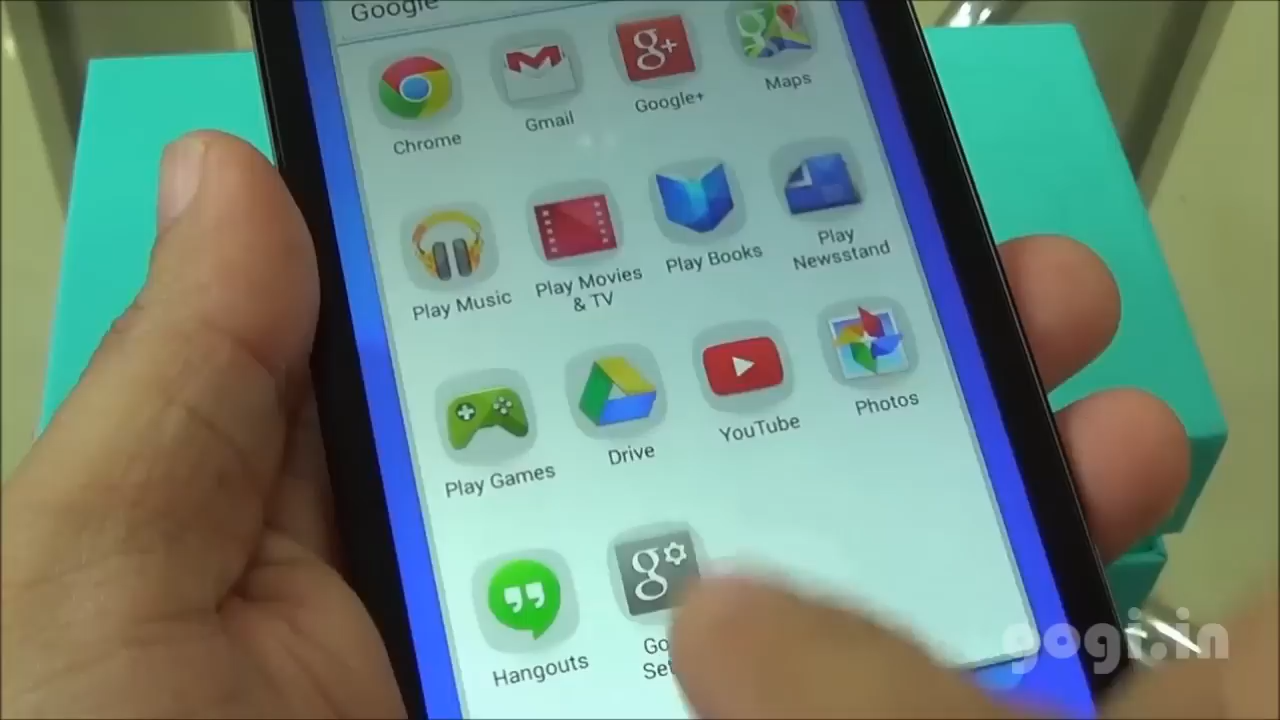 Google
Chrome
Gmail
Google+
Maps
Play Music
Play Movies
& TV
Play Books
Play
Newsstand
Play Games
Drive
YouTube
Photos
Hangouts
gogi.in